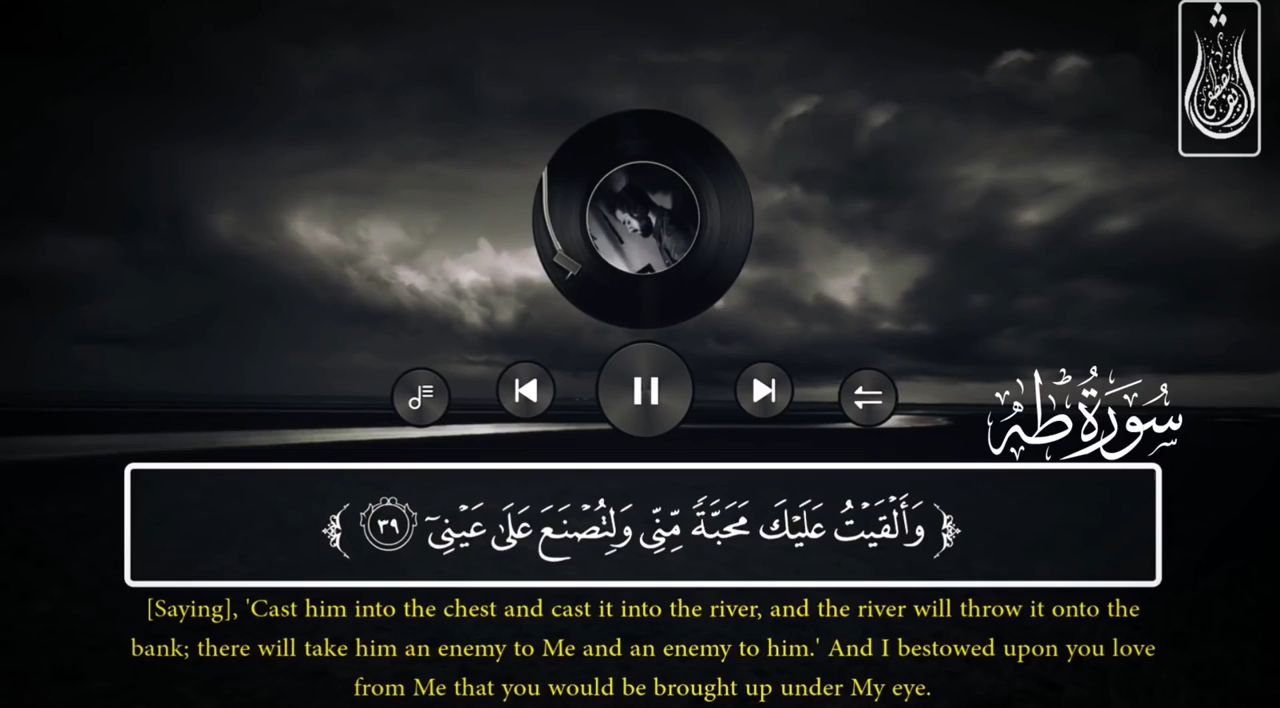 سُورَةُ طٰهٰ
﴿ وَأَلْقَيْتُ عَلَيْكَ مَحَبَّةً مِّنِّي وَلِتُصْنَعَ عَلَىٰ عَيْنِيٓ ٣٩ ﴾
[Saying], 'Cast him into the chest and cast it into the river, and the river will throw it onto the
bank; there will take him an enemy to Me and an enemy to him.' And I bestowed upon you love
from Me that you would be brought up under My eye.